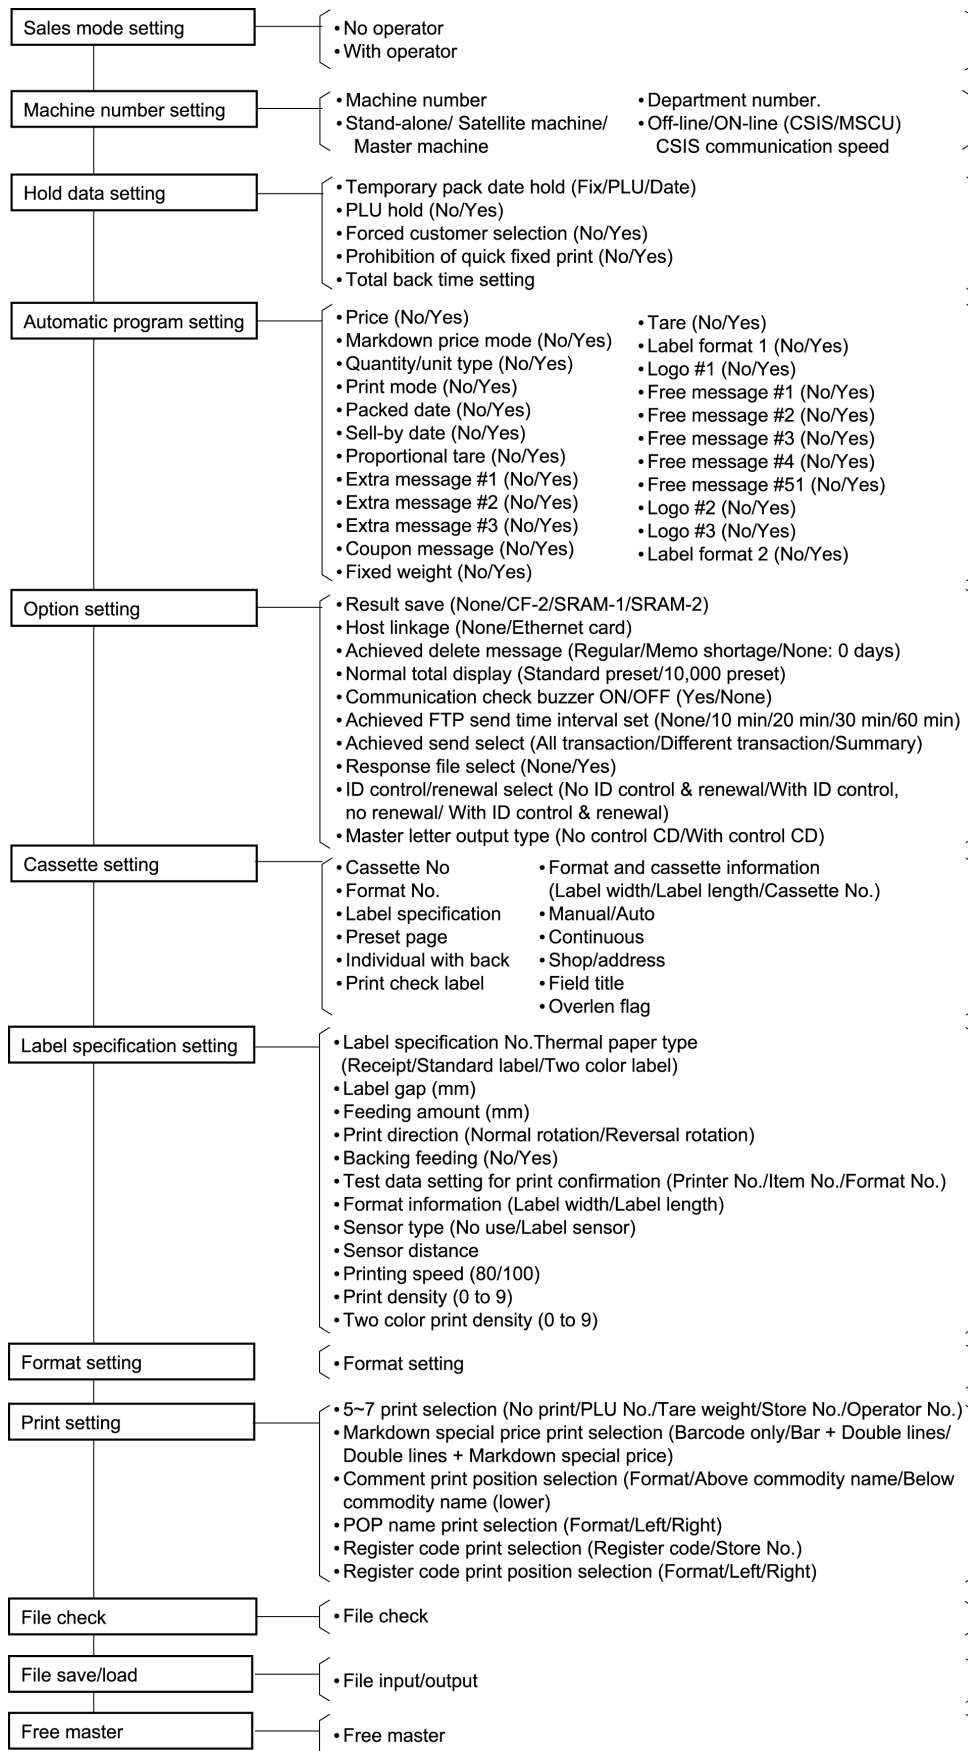 Sales mode setting
• No operator
• With operator
Machine number setting
• Machine number
• Stand-alone/ Satellite machine/
Master machine
• Department number.
• Off-line/ON-line (CSIS/MSCU)
CSIS communication speed
Hold data setting
• Temporary pack date hold (Fix/PLU/Date)
• PLU hold (No/Yes)
• Forced customer selection (No/Yes)
• Prohibition of quick fixed print (No/Yes)
• Total back time setting
Automatic program setting
• Price (No/Yes)
• Markdown price mode (No/Yes)
• Quantity/unit type (No/Yes)
• Print mode (No/Yes)
• Packed date (No/Yes)
• Sell-by date (No/Yes)
• Proportional tare (No/Yes)
• Extra message #1 (No/Yes)
• Extra message #2 (No/Yes)
• Extra message #3 (No/Yes)
• Coupon message (No/Yes)
• Fixed weight (No/Yes)
• Tare (No/Yes)
• Label format 1 (No/Yes)
• Logo #1 (No/Yes)
• Free message #1 (No/Yes)
• Free message #2 (No/Yes)
• Free message #3 (No/Yes)
• Free message #4 (No/Yes)
• Free message #51 (No/Yes)
• Logo #2 (No/Yes)
• Logo #3 (No/Yes)
• Label format 2 (No/Yes)
Option setting
• Result save (None/CF-2/SRAM-1/SRAM-2)
• Host linkage (None/Ethernet card)
• Achieved delete message (Regular/Memo shortage/None: 0 days)
• Normal total display (Standard preset/10,000 preset)
• Communication check buzzer ON/OFF (Yes/None)
• Achieved FTP send time interval set (None/10 min/20 min/30 min/60 min)
• Achieved send select (All transaction/Different transaction/Summary)
• Response file select (None/Yes)
• ID control/renewal select (No ID control & renewal/With ID control,
no renewal/ With ID control & renewal)
• Master letter output type (No control CD/With control CD)
Cassette setting
• Cassette No
• Format No.
• Label specification
• Preset page
• Individual with back
• Print check label
• Format and cassette information
(Label width/Label length/Cassette No.)
• Manual/Auto
• Continuous
• Shop/address
• Field title
• Overlen flag
Label specification setting
• Label specification No.Thermal paper type
(Receipt/Standard label/Two color label)
• Label gap (mm)
• Feeding amount (mm)
• Print direction (Normal rotation/Reversal rotation)
• Backing feeding (No/Yes)
• Test data setting for print confirmation (Printer No./Item No./Format No.)
• Format information (Label width/Label length)
• Sensor type (No use/Label sensor)
• Sensor distance
• Printing speed (80/100)
• Print density (0 to 9)
• Two color print density (0 to 9)
Format setting
• Format setting
Print setting
• 5~7 print selection (No print/PLU No./Tare weight/Store No./Operator No.)
• Markdown special price print selection (Barcode only/Bar + Double lines/
Double lines + Markdown special price)
• Comment print position selection (Format/Above commodity name/Below
commodity name (lower)
• POP name print selection (Format/Left/Right)
• Register code print selection (Register code/Store No.)
• Register code print position selection (Format/Left/Right)
File check
• File check
File save/load
• File input/output
Free master
• Free master